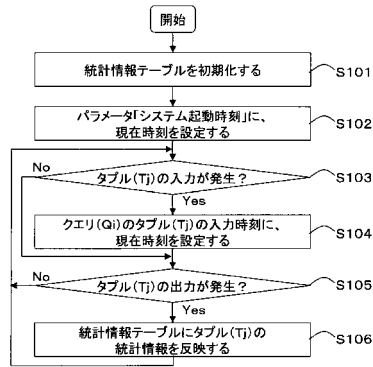 開始
統計情報テーブルを初期化する
S101
パラメータ「システム起動時刻」に、
現在時刻を設定する
S102
No
タプル(Tj)の入力が発生?
S103
Yes
クエリ(Qi)のタプル(Tj)の入力時刻に、
現在時刻を設定する
S104
No
タプル(Tj)の出力が発生?
S105
Yes
統計情報テーブルにタプル(Tj)の
統計情報を反映する
S106